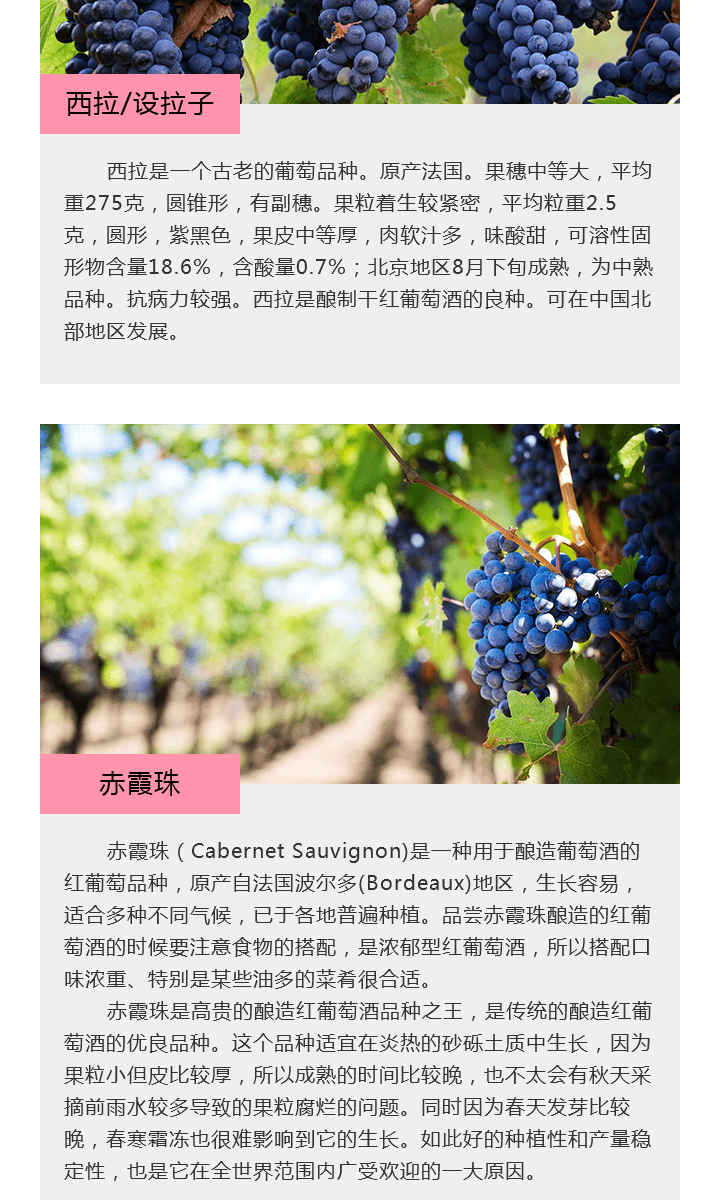 西拉/设拉子
西拉是一个古老的葡萄品种。原产法国。果穗中等大，平均
重275克，圆锥形，有副穗。果粒着生较紧密，平均粒重2.5
克，圆形，紫黑色，果皮中等厚，肉软汁多，味酸甜，可溶性固
形物含量18.6%，含酸量0.7%；北京地区8月下旬成熟，为中熟
品种。抗病力较强。西拉是酿制干红葡萄酒的良种。可在中国北
部地区发展。
赤霞珠
赤霞珠（Cabernet Sauvignon)是一种用于酿造葡萄酒的
红葡萄品种，原产自法国波尔多(Bordeaux)地区，生长容易，
适合多种不同气候，已于各地普遍种植。品尝赤霞珠酿造的红葡
萄酒的时候要注意食物的搭配，是浓郁型红葡萄酒，所以搭配口
味浓重、特别是某些油多的菜肴很合适。
赤霞珠是高贵的酿造红葡萄酒品种之王，是传统的酿造红葡
萄酒的优良品种。这个品种适宜在炎热的砂砾土质中生长，因为
果粒小但皮比较厚，所以成熟的时间比较晚，也不太会有秋天采
摘前雨水较多导致的果粒腐烂的问题。同时因为春天发芽比较
晚，春寒霜冻也很难影响到它的生长。如此好的种植性和产量稳
定性，也是它在全世界范围内广受欢迎的一大原因。